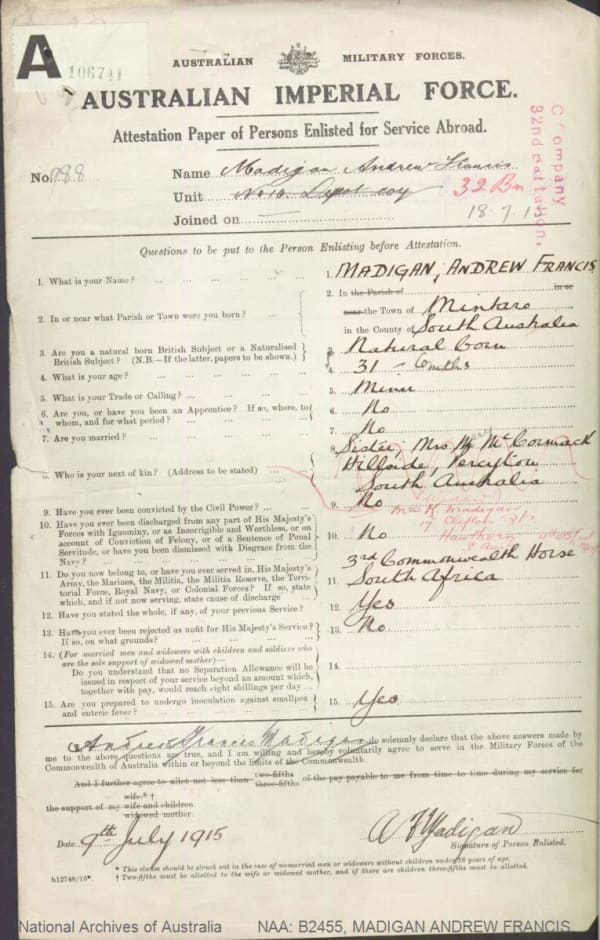 A
106741
AUSTRALIAN MILITARY FORCES.
AUSTRALIAN IMPERIAL FORCE.
Attestation Paper of Persons Enlisted for Service Abroad.
C Company
32nd Battalion.
No. 788 Name Madigan Andrew Francis
Unit No 10 Depot coy 32 Bn
Joined on — 18.7.15
Questions to be put to the Person Enlisting before Attestation.
1. What is your Name? ... 1. MADIGAN, ANDREW FRANCIS
2. In or near what Parish or Town were you born? ... 2. In the Parish of in or
near the Town of Mintaro
in the County of South Australia
3. Are you a natural born British Subject or a Naturalised British Subject? (N.B.—If the latter, papers to be shown.) 3. Natural born
4. What is your age? ... 4. 31 – 6 mths
5. What is your Trade or Calling? ... 5. Miner
6. Are you, or have you been an Apprentice? If so, where, to whom, and for what period? ... 6. No
7. Are you married? ... 7. No
8. Who is your next of kin? (Address to be stated) 8. Sister, Mrs Mary McCormack
Hillside,
South Australia
9. Have you ever been convicted by the Civil Power? ... 9. No
Mrs K Madigan
17 Clifton St
Hawthorn
10. Have you ever been discharged from any part of His Majesty's
Forces with Ignominy, or as Incorrigible and Worthless, or on
account of Conviction of Felony, or of a Sentence of Penal
Servitude, or have you been dismissed with Disgrace from the
Navy? ... 10. No
11. Do you now belong to, or have you ever served in, His Majesty's
Army, the Marines, the Militia, the Militia Reserve, the Terri-
torial Force, Royal Navy, or Colonial Forces? If so, state
which, and if not now serving, state cause of discharge 11. 3rd Commonwealth Horse
South Africa
12. Have you stated the whole, if any, of your previous Service? 12. Yes
13. Have you ever been rejected as unfit for His Majesty's Service?
If so, on what grounds? ... 13. No
14. (For married men and widowers with children and soldiers who
are the sole support of widowed mother)—
Do you understand that no Separation Allowance will be
issued in respect of your service beyond an amount which,
together with pay, would reach eight shillings per day ... 14.
15. Are you prepared to undergo inoculation against smallpox
and enteric fever? ... 15. Yes
I, Andrew Francis Madigan do solemnly declare that the above answers made by
me to the above questions are true, and I am willing and hereby voluntarily agree to serve in the Military Forces of the
Commonwealth of Australia within or beyond the limits of the Commonwealth.
And I further agree to allot not less than two-fifths three-fifths of the pay payable to me from time to time during my service for
the support of my wife* † wife and children. widowed mother.
Date 9th July 1915 A F Madigan
Signature of Person Enlisted.
* This clause should be struck out in the case of unmarried men or widowers without children under 18 years of age.
† Two-fifths must be allotted to the wife or widowed mother, and if there are children three-fifths must be allotted.
h12748/15*.
National Archives of Australia NAA: B2455, MADIGAN ANDREW FRANCIS